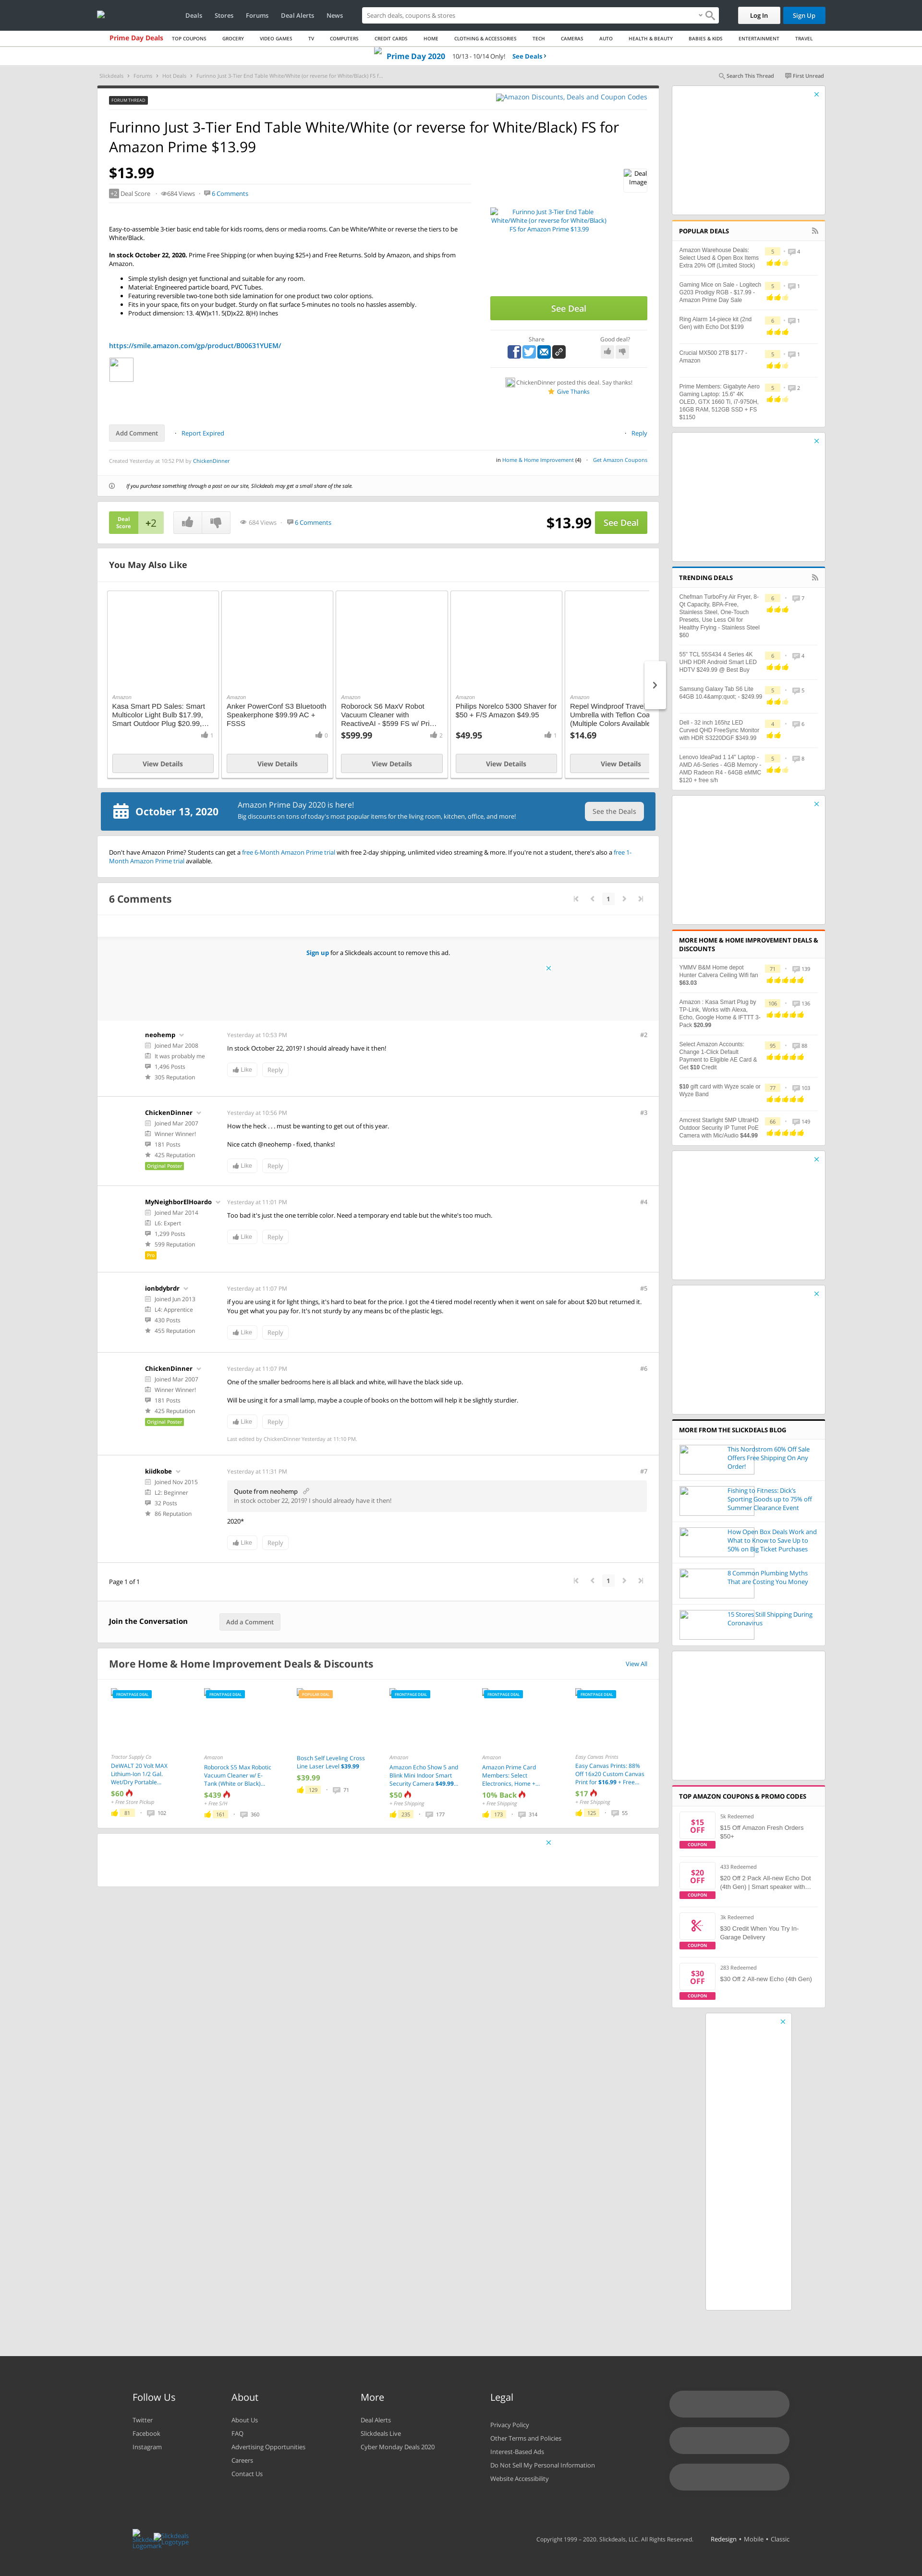 Deals
Stores
Forums
Deal Alerts
News
Search deals, coupons & stores
Log In
Sign Up
Prime Day Deals
TOP COUPONS
GROCERY
VIDEO GAMES
TV
COMPUTERS
CREDIT CARDS
HOME
CLOTHING & ACCESSORIES
TECH
CAMERAS
AUTO
HEALTH & BEAUTY
BABIES & KIDS
ENTERTAINMENT
TRAVEL
Prime Day 2020
10/13 - 10/14 Only!
See Deals
Slickdeals
Forums
Hot Deals
Furinno Just 3-Tier End Table White/White (or reverse for White/Black) FS f...
Search This Thread
First Unread
FORUM THREAD
Amazon Discounts, Deals and Coupon Codes
Furinno Just 3-Tier End Table White/White (or reverse for White/Black) FS for
Amazon Prime $13.99
$13.99
+2 Deal Score
684 Views
6 Comments
Deal
Image
Easy-to-assemble 3-tier basic end table for kids rooms, dens or media rooms. Can be White/White or reverse the tiers to be
White/Black.
In stock October 22, 2020. Prime Free Shipping (or when buying $25+) and Free Returns. Sold by Amazon, and ships from
Amazon.
Simple stylish design yet functional and suitable for any room.
Material: Engineered particle board, PVC Tubes.
Featuring reversible two-tone both side lamination for one product two color options.
Fits in your space, fits on your budget. Sturdy on flat surface 5-minutes no tools no hassles assembly.
Product dimension: 13. 4(W)x11. 5(D)x22. 8(H) Inches
https://smile.amazon.com/gp/product/B00631YUEM/
Furinno Just 3-Tier End Table
White/White (or reverse for White/Black)
FS for Amazon Prime $13.99
See Deal
Share
Good deal?
ChickenDinner posted this deal. Say thanks!
Give Thanks
Add Comment
Report Expired
Reply
Created Yesterday at 10:52 PM by ChickenDinner
in Home & Home Improvement (4)
Get Amazon Coupons
If you purchase something through a post on our site, Slickdeals may get a small share of the sale.
Deal
Score
+2
684 Views
6 Comments
$13.99
See Deal
You May Also Like
Amazon
Kasa Smart PD Sales: Smart
Multicolor Light Bulb $17.99,
Smart Outdoor Plug $20.99,...
1
View Details
Amazon
Anker PowerConf S3 Bluetooth
Speakerphone $99.99 AC +
FSSS
0
View Details
Amazon
Roborock S6 MaxV Robot
Vacuum Cleaner with
ReactiveAI - $599 FS w/ Pri...
$599.99
2
View Details
Amazon
Philips Norelco 5300 Shaver for
$50 + F/S Amazon $49.95
$49.95
1
View Details
Amazon
Repel Windproof Trave
Umbrella with Teflon Coa
(Multiple Colors Available
$14.69
View Details
October 13, 2020
Amazon Prime Day 2020 is here!
Big discounts on tons of today's most popular items for the living room, kitchen, office, and more!
See the Deals
Don't have Amazon Prime? Students can get a free 6-Month Amazon Prime trial with free 2-day shipping, unlimited video streaming & more. If you're not a student, there's also a free 1-
Month Amazon Prime trial available.
6 Comments
1
Sign up for a Slickdeals account to remove this ad.
neohemp
Joined Mar 2008
It was probably me
1,496 Posts
305 Reputation
Yesterday at 10:53 PM
#2
In stock October 22, 2019? I should already have it then!
Like
Reply
ChickenDinner
Joined Mar 2007
Winner Winner!
181 Posts
425 Reputation
Original Poster
Yesterday at 10:56 PM
#3
How the heck . . . must be wanting to get out of this year.
Nice catch @neohemp - fixed, thanks!
Like
Reply
MyNeighborElHoardo
Joined Mar 2014
L6: Expert
1,299 Posts
599 Reputation
Pro
Yesterday at 11:01 PM
#4
Too bad it's just the one terrible color. Need a temporary end table but the white's too much.
Like
Reply
ionbdybrdr
Joined Jun 2013
L4: Apprentice
430 Posts
455 Reputation
Yesterday at 11:07 PM
#5
if you are using it for light things, it's hard to beat for the price. I got the 4 tiered model recently when it went on sale for about $20 but returned it.
You get what you pay for. It's not sturdy by any means bc of the plastic legs.
Like
Reply
ChickenDinner
Joined Mar 2007
Winner Winner!
181 Posts
425 Reputation
Original Poster
Yesterday at 11:07 PM
#6
One of the smaller bedrooms here is all black and white, will have the black side up.
Will be using it for a small lamp, maybe a couple of books on the bottom will help it be slightly sturdier.
Like
Reply
Last edited by ChickenDinner Yesterday at 11:10 PM.
kiidkobe
Joined Nov 2015
L2: Beginner
32 Posts
86 Reputation
Yesterday at 11:31 PM
#7
Quote from neohemp
in stock october 22, 2019? I should already have it then!
2020*
Like
Reply
Page 1 of 1
1
Join the Conversation
Add a Comment
More Home & Home Improvement Deals & Discounts
View All
FRONTPAGE DEAL
Tractor Supply Co
DeWALT 20 Volt MAX
Lithium-Ion 1/2 Gal.
Wet/Dry Portable...
$60
+ Free Store Pickup
81
102
FRONTPAGE DEAL
Amazon
Roborock S5 Max Robotic
Vacuum Cleaner w/ E-
Tank (White or Black)...
$439
+ Free S/H
161
360
POPULAR DEAL
Bosch Self Leveling Cross
Line Laser Level $39.99
$39.99
129
71
FRONTPAGE DEAL
Amazon
Amazon Echo Show 5 and
Blink Mini Indoor Smart
Security Camera $49.99...
$50
+ Free Shipping
235
177
FRONTPAGE DEAL
Amazon
Amazon Prime Card
Members: Select
Electronics, Home +...
10% Back
+ Free Shipping
173
314
FRONTPAGE DEAL
Easy Canvas Prints
Easy Canvas Prints: 88%
Off 16x20 Custom Canvas
Print for $16.99 + Free...
$17
+ Free Shipping
125
55
POPULAR DEALS
Amazon Warehouse Deals:
Select Used & Open Box Items
Extra 20% Off (Limited Stock)
5
4
Gaming Mice on Sale - Logitech
G203 Prodigy RGB - $17.99 -
Amazon Prime Day Sale
5
1
Ring Alarm 14-piece kit (2nd
Gen) with Echo Dot $199
6
1
Crucial MX500 2TB $177 -
Amazon
5
1
Prime Members: Gigabyte Aero
Gaming Laptop: 15.6" 4K
OLED, GTX 1660 Ti, i7-9750H,
16GB RAM, 512GB SSD + FS
$1150
5
2
TRENDING DEALS
Chefman TurboFry Air Fryer, 8-
Qt Capacity, BPA-Free,
Stainless Steel, One-Touch
Presets, Use Less Oil for
Healthy Frying - Stainless Steel
$60
6
7
55" TCL 55S434 4 Series 4K
UHD HDR Android Smart LED
HDTV $249.99 @ Best Buy
6
4
Samsung Galaxy Tab S6 Lite
64GB 10.4&amp;quot; - $249.99
5
5
Dell - 32 inch 165hz LED
Curved QHD FreeSync Monitor
with HDR S3220DGF $349.99
4
6
Lenovo IdeaPad 1 14" Laptop -
AMD A6-Series - 4GB Memory -
AMD Radeon R4 - 64GB eMMC
$120 + free s/h
5
8
MORE HOME & HOME IMPROVEMENT DEALS &
DISCOUNTS
YMMV B&M Home depot
Hunter Calvera Ceiling Wifi fan
$63.03
71
139
Amazon : Kasa Smart Plug by
TP-Link, Works with Alexa,
Echo, Google Home & IFTTT 3-
Pack $20.99
106
136
Select Amazon Accounts:
Change 1-Click Default
Payment to Eligible AE Card &
Get $10 Credit
95
88
$10 gift card with Wyze scale or
Wyze Band
77
103
Amcrest Starlight 5MP UltraHD
Outdoor Security IP Turret PoE
Camera with Mic/Audio $44.99
66
149
MORE FROM THE SLICKDEALS BLOG
This Nordstrom 60% Off Sale
Offers Free Shipping On Any
Order!
Fishing to Fitness: Dick's
Sporting Goods up to 75% off
Summer Clearance Event
How Open Box Deals Work and
What to Know to Save Up to
50% on Big Ticket Purchases
8 Common Plumbing Myths
That are Costing You Money
15 Stores Still Shipping During
Coronavirus
TOP AMAZON COUPONS & PROMO CODES
$15
OFF
COUPON
5k Redeemed
$15 Off Amazon Fresh Orders
$50+
$20
OFF
COUPON
433 Redeemed
$20 Off 2 Pack All-new Echo Dot
(4th Gen) | Smart speaker with...
COUPON
3k Redeemed
$30 Credit When You Try In-
Garage Delivery
$30
OFF
COUPON
283 Redeemed
$30 Off 2 All-new Echo (4th Gen)
Follow Us
Twitter
Facebook
Instagram
About
About Us
FAQ
Advertising Opportunities
Careers
Contact Us
More
Deal Alerts
Slickdeals Live
Cyber Monday Deals 2020
Legal
Privacy Policy
Other Terms and Policies
Interest-Based Ads
Do Not Sell My Personal Information
Website Accessibility
Slickdeals
Logomark
Slickdeals
Logotype
Copyright 1999 – 2020. Slickdeals, LLC. All Rights Reserved.
Redesign • Mobile • Classic